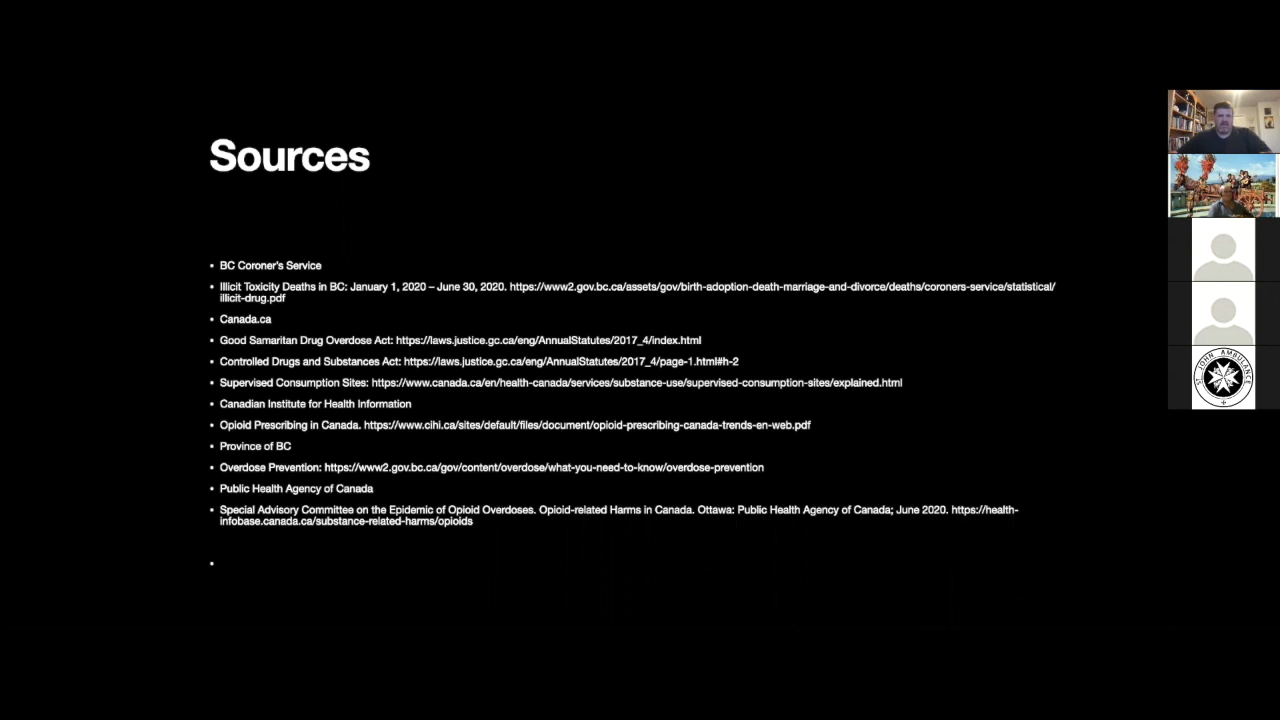 Sources
• BC Coroner's Service
• Illicit Toxicity Deaths in BC: January 1, 2020 – June 30, 2020. https://www2.gov.bc.ca/assets/gov/birth-adoption-death-marriage-and-divorce/deaths/coroners-service/statistical/
illicit-drug.pdf
• Canada.ca
• Good Samaritan Drug Overdose Act: https://laws.justice.gc.ca/eng/AnnualStatutes/2017_4/index.html
• Controlled Drugs and Substances Act: https://laws.justice.gc.ca/eng/AnnualStatutes/2017_4/page-1.html#h-2
• Supervised Consumption Sites: https://www.canada.ca/en/health-canada/services/substance-use/supervised-consumption-sites/explained.html
• Canadian Institute for Health Information
• Opioid Prescribing in Canada. https://www.cihi.ca/sites/default/files/document/opioid-prescribing-canada-trends-en-web.pdf
• Province of BC
• Overdose Prevention: https://www2.gov.bc.ca/gov/content/overdose/what-you-need-to-know/overdose-prevention
• Public Health Agency of Canada
• Special Advisory Committee on the Epidemic of Opioid Overdoses. Opioid-related Harms in Canada. Ottawa: Public Health Agency of Canada; June 2020. https://health-
infobase.canada.ca/substance-related-harms/opioids
•
ST JOHN AMBULANCE